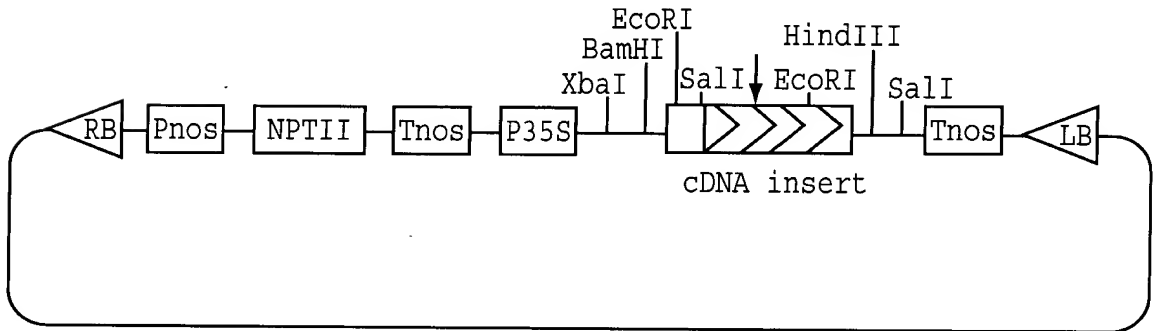 EcoRI
BamHI
XbaI
SalI
EcoRI
HindIII
SalI
RB
Pnos
NPTII
Tnos
P35S
Tnos
LB
cDNA insert